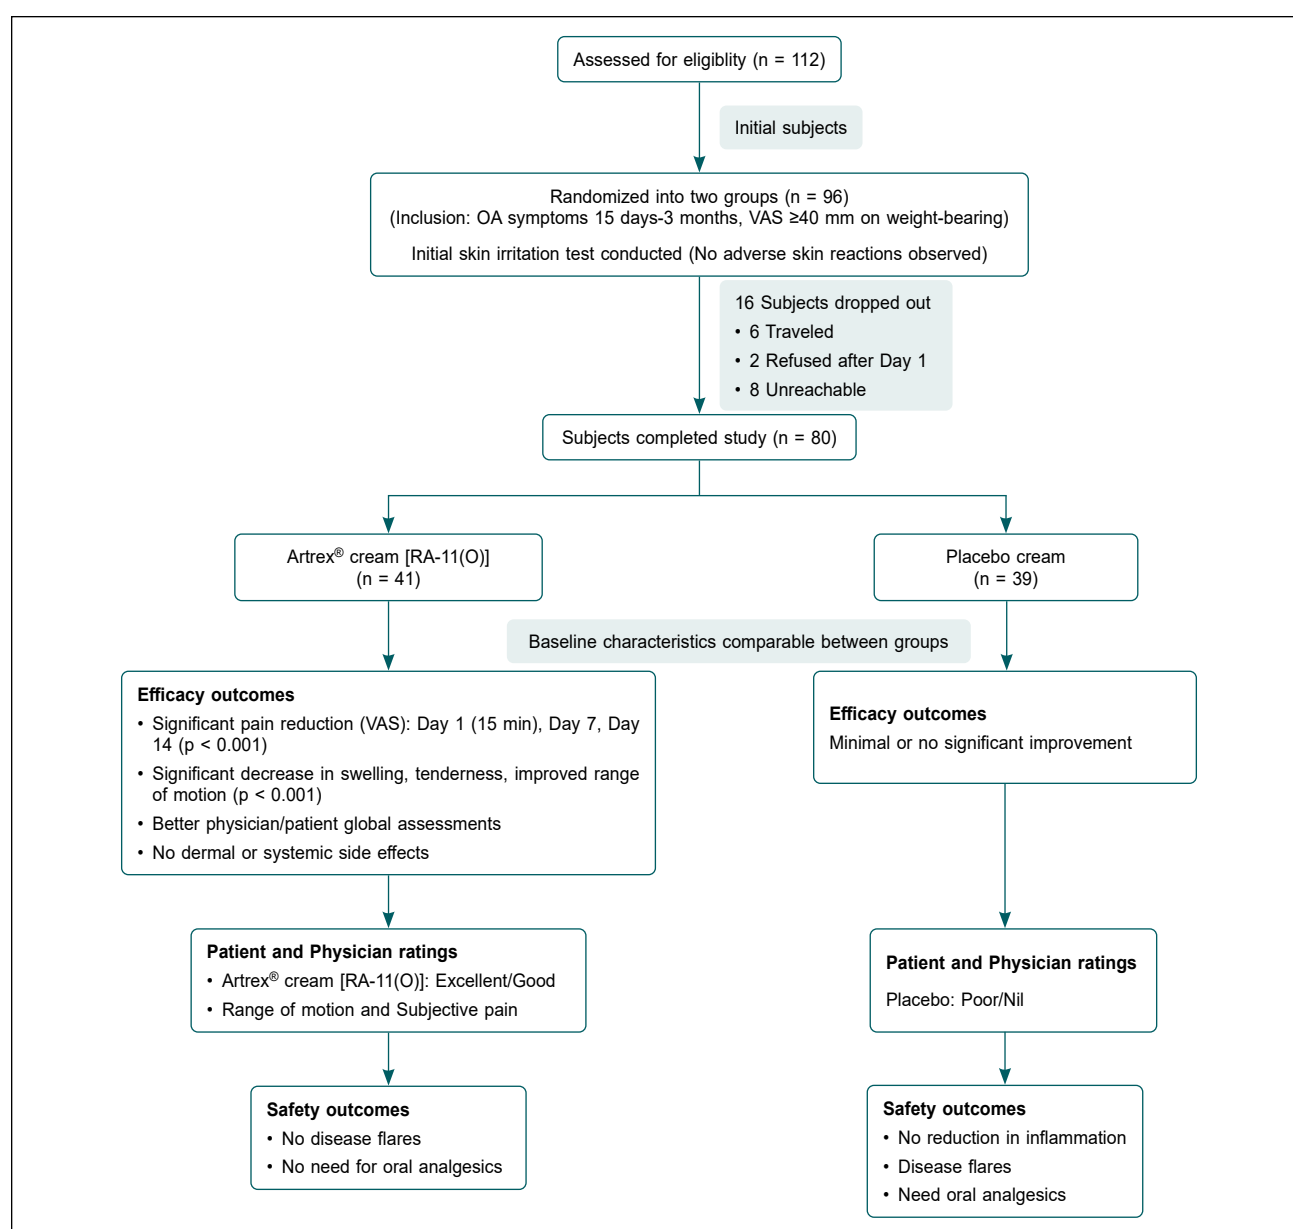 Assessed for eligiblity (n = 112)
Initial subjects
Randomized into two groups (n = 96)
(Inclusion: OA symptoms 15 days-3 months, VAS ≥40 mm on weight-bearing)
Initial skin irritation test conducted (No adverse skin reactions observed)
16 Subjects dropped out
• 6 Traveled
• 2 Refused after Day 1
• 8 Unreachable
Subjects completed study (n = 80)
Artrex® cream [RA-11(O)]
(n = 41)
Placebo cream
(n = 39)
Baseline characteristics comparable between groups
Efficacy outcomes
• Significant pain reduction (VAS): Day 1 (15 min), Day 7, Day
14 (p < 0.001)
• Significant decrease in swelling, tenderness, improved range
of motion (p < 0.001)
• Better physician/patient global assessments
• No dermal or systemic side effects
Efficacy outcomes
Minimal or no significant improvement
Patient and Physician ratings
• Artrex® cream [RA-11(O)]: Excellent/Good
• Range of motion and Subjective pain
Patient and Physician ratings
Placebo: Poor/Nil
Safety outcomes
• No disease flares
• No need for oral analgesics
Safety outcomes
• No reduction in inflammation
• Disease flares
• Need oral analgesics